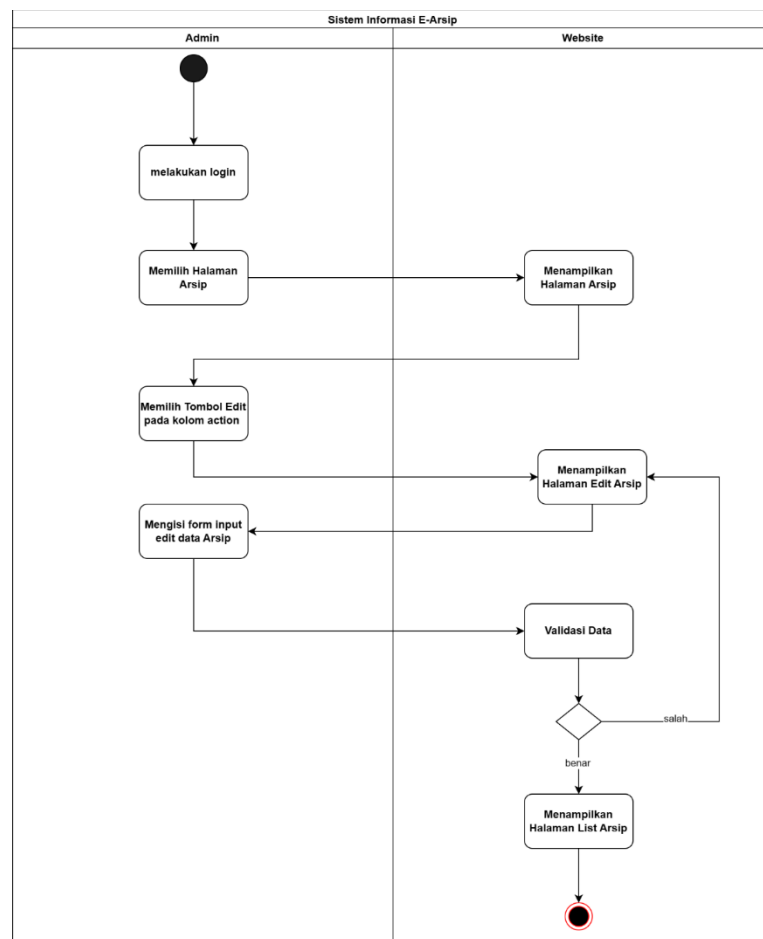 Sistem Informasi E-Arsip
Admin
Website
melakukan login
Memilih Halaman
Arsip
Menampilkan
Halaman Arsip
Memilih Tombol Edit
pada kolom action
Menampilkan
Halaman Edit Arsip
Mengisi form input
edit data Arsip
Validasi Data
salah
benar
Menampilkan
Halaman List Arsip